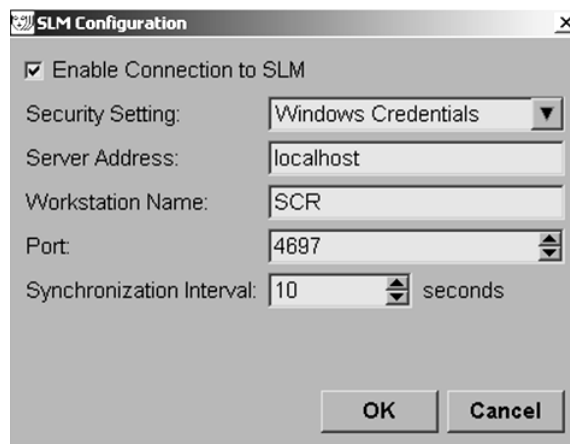 SLM Configuration
Enable Connection to SLM
Security Setting: Windows Credentials
Server Address: localhost
Workstation Name: SCR
Port: 4697
Synchronization Interval: 10 seconds
OK Cancel